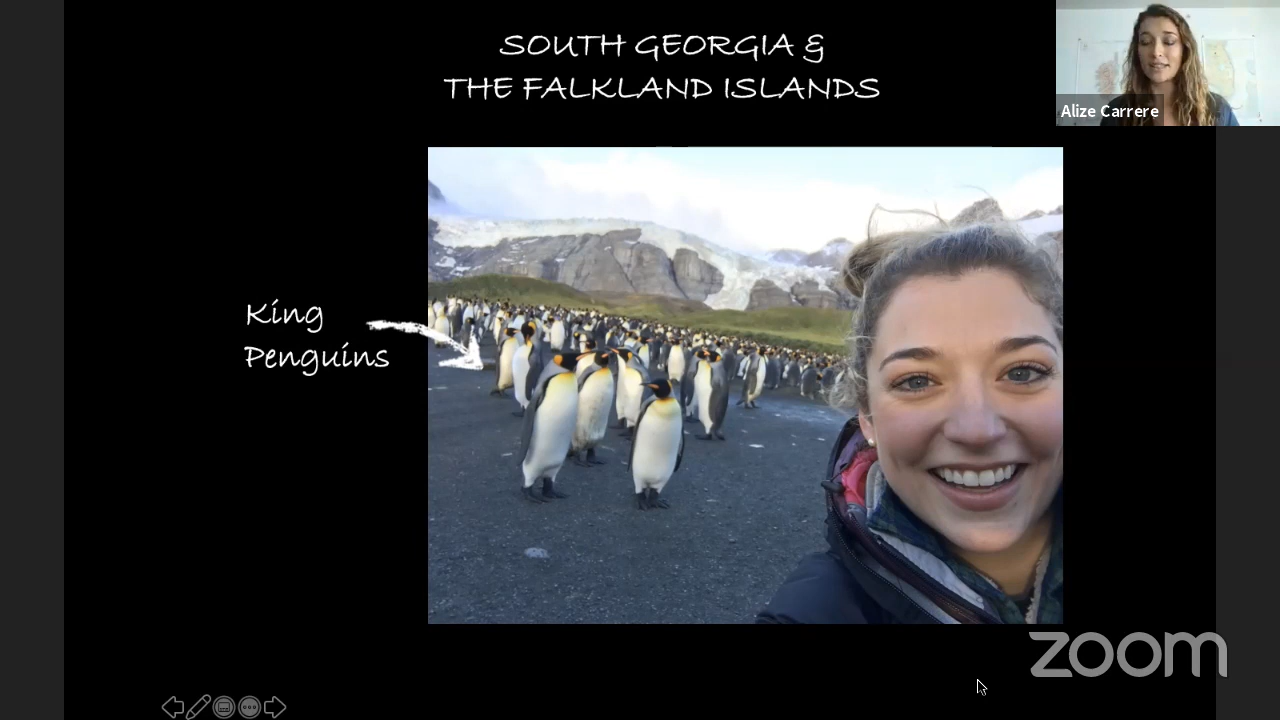 SOUTH GEORGIA &
THE FALKLAND ISLANDS
Alize Carrere
King
Penguins
zoom